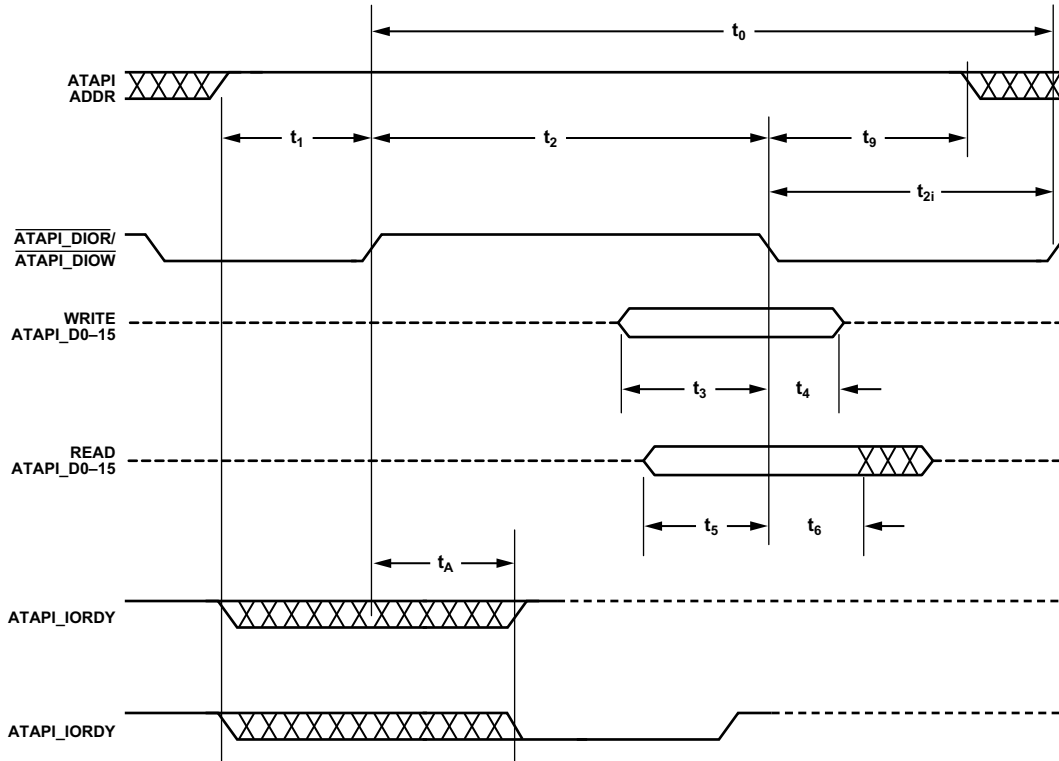 t0
ATAPI
ADDR
t1
t2
t9
t2i
ATAPI_DIOR/
ATAPI_DIOW
WRITE
ATAPI_D0–15
t3
t4
READ
ATAPI_D0–15
t5
t6
tA
ATAPI_IORDY
ATAPI_IORDY